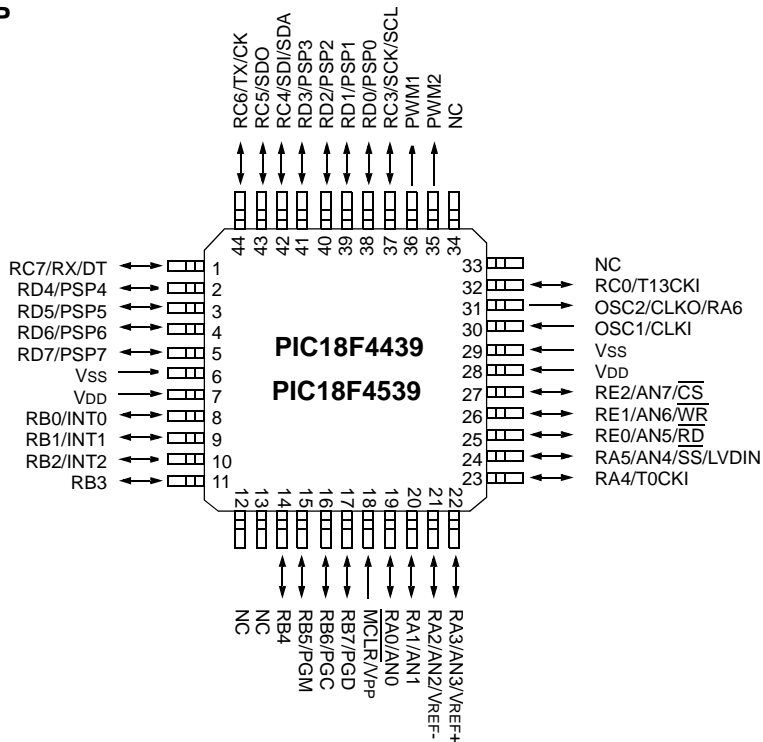 P
RC6/TX/CK
RC5/SDO
RC4/SDI/SDA
RD3/PSP3
RD2/PSP2
RD1/PSP1
RD0/PSP0
RC3/SCK/SCL
PWM1
PWM2
NC
44
43
42
41
40
39
38
37
36
35
34
RC7/RX/DT 1
RD4/PSP4 2
RD5/PSP5 3
RD6/PSP6 4
RD7/PSP7 5
VSS 6
VDD 7
RB0/INT0 8
RB1/INT1 9
RB2/INT2 10
RB3 11
PIC18F4439
PIC18F4539
33 NC
32 RC0/T13CKI
31 OSC2/CLKO/RA6
30 OSC1/CLKI
29 VSS
28 VDD
27 RE2/AN7/C̅S̅
26 RE1/AN6/W̅R̅
25 RE0/AN5/R̅D̅
24 RA5/AN4/S̅S̅/LVDIN
23 RA4/T0CKI
12
13
14
15
16
17
18
19
20
21
22
NC
NC
RB4
RB5/PGM
RB6/PGC
RB7/PGD
M̅C̅L̅R̅/VPP
RA0/AN0
RA1/AN1
RA2/AN2/VREF-
RA3/AN3/VREF+